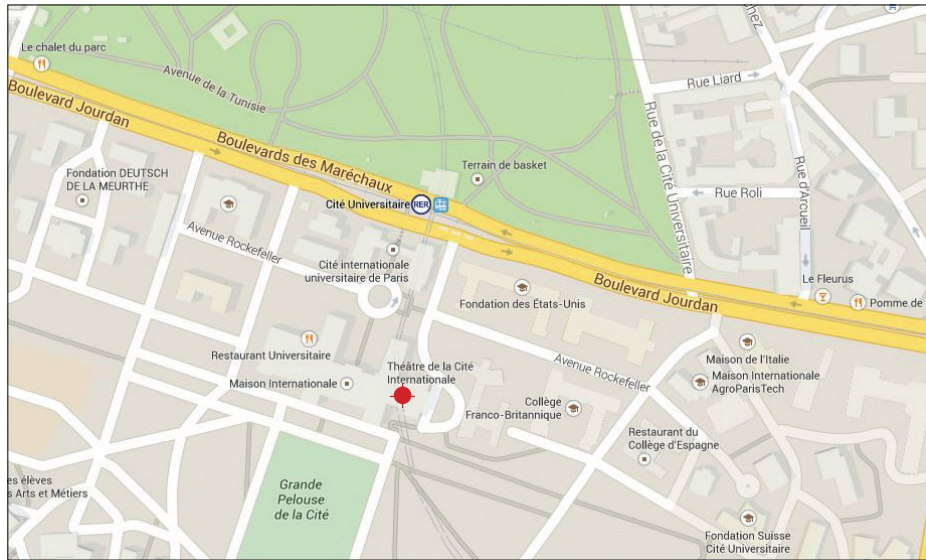 Le chalet du parc
Avenue de la Tunisie
Boulevard Jourdan
Boulevards des Maréchaux
Rue Liard
Rue de la Cité Universitaire
Rue d'Arcueil
Terrain de basket
Fondation DEUTSCH
DE LA MEURTHE
Rue Roli
Cité Universitaire
RER
Avenue Rockefeller
Cité internationale
universitaire de Paris
Le Fleurus
Boulevard Jourdan
Pomme de
Fondation des États-Unis
Restaurant Universitaire
Avenue Rockefeller
Maison de l'Italie
Théâtre de la Cité
Internationale
Maison Internationale
Maison Internationale
AgroParisTech
Collège
Franco-Britannique
Restaurant du
Collège d'Espagne
Grande
Pelouse
de la Cité
es élèves
s Arts et Métiers
Fondation Suisse
Cité Universitaire